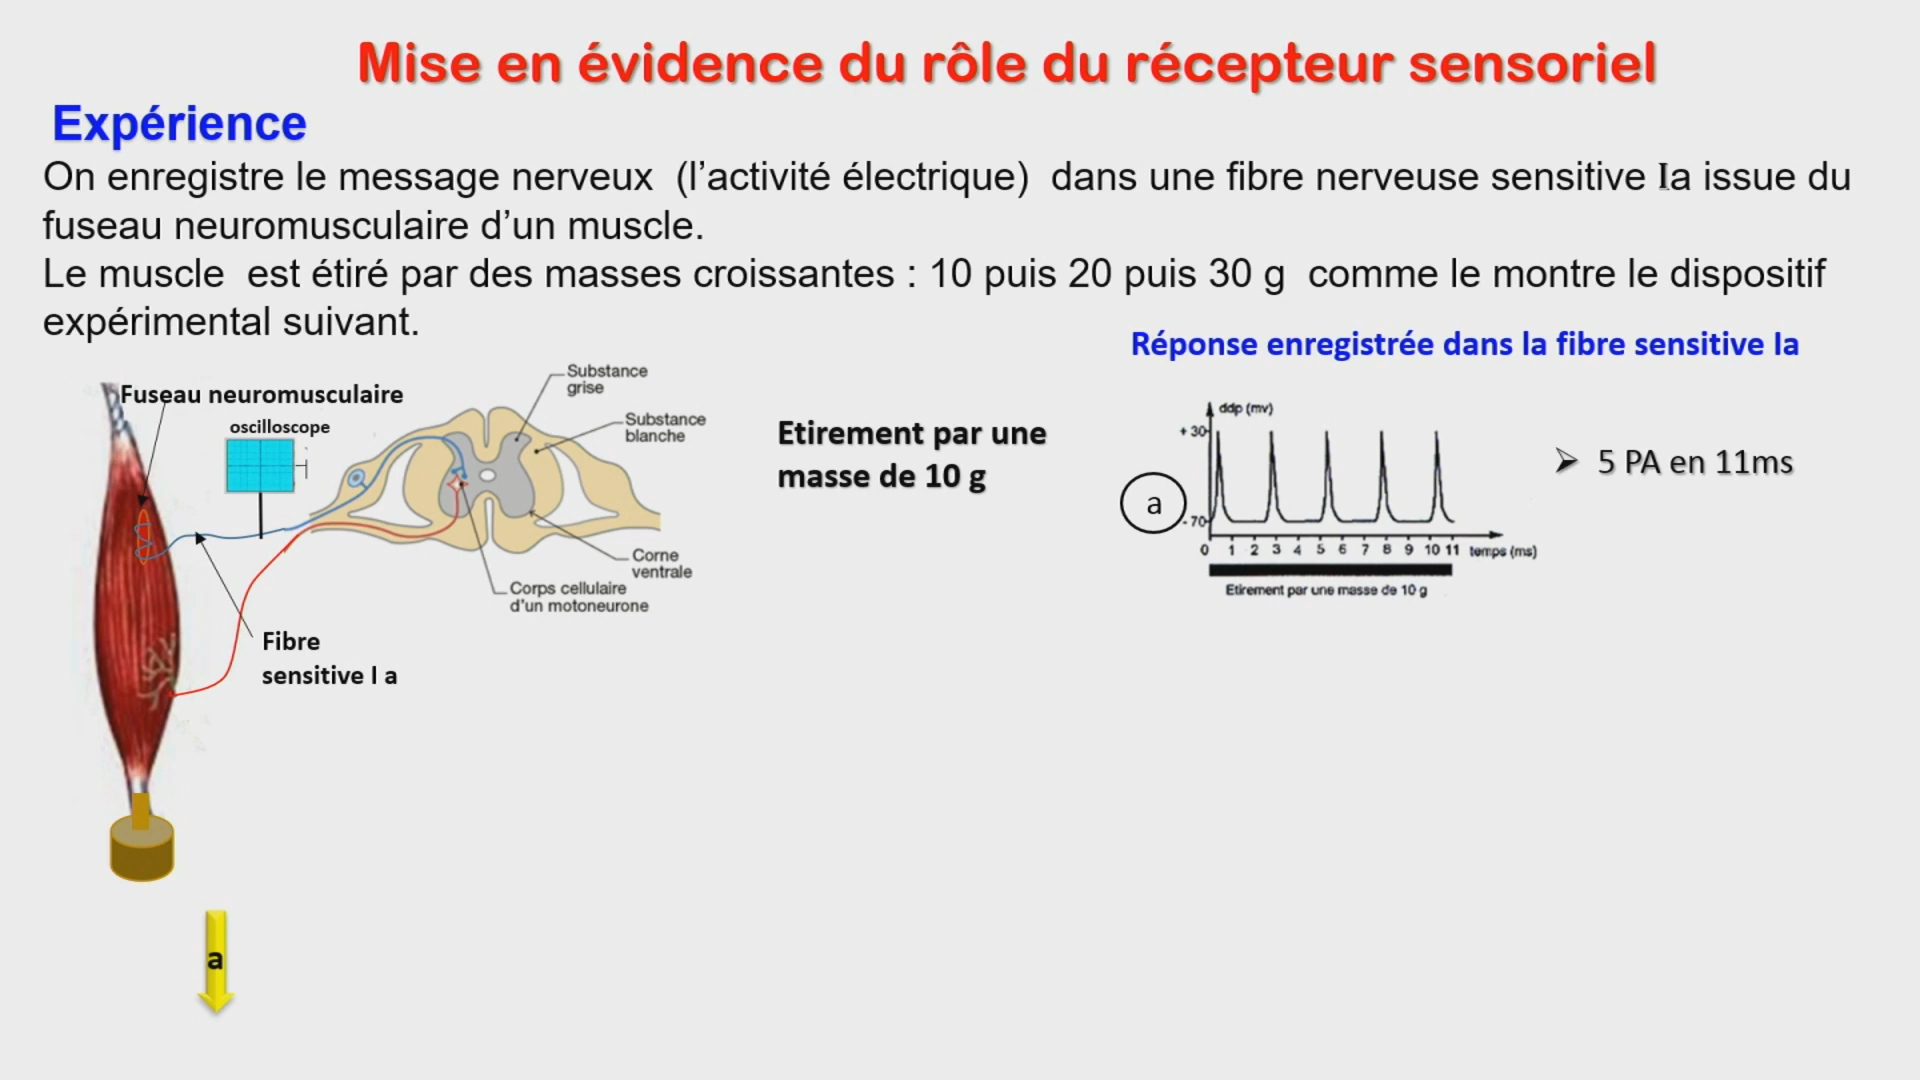 Mise en évidence du rôle du récepteur sensoriel
Expérience
On enregistre le message nerveux (l’activité électrique) dans une fibre nerveuse sensitive Ia issue du
fuseau neuromusculaire d’un muscle.
Le muscle est étiré par des masses croissantes : 10 puis 20 puis 30 g comme le montre le dispositif
expérimental suivant.
Réponse enregistrée dans la fibre sensitive Ia
Fuseau neuromusculaire
oscilloscope
Substance
grise
Substance
blanche
Corne
ventrale
Corps cellulaire
d’un motoneurone
Fibre
sensitive I a
a
Etirement par une
masse de 10 g
a
ddp (mv)
+ 30
- 70
0 1 2 3 4 5 6 7 8 9 10 11 temps (ms)
Etirement par une masse de 10 g
➢ 5 PA en 11ms